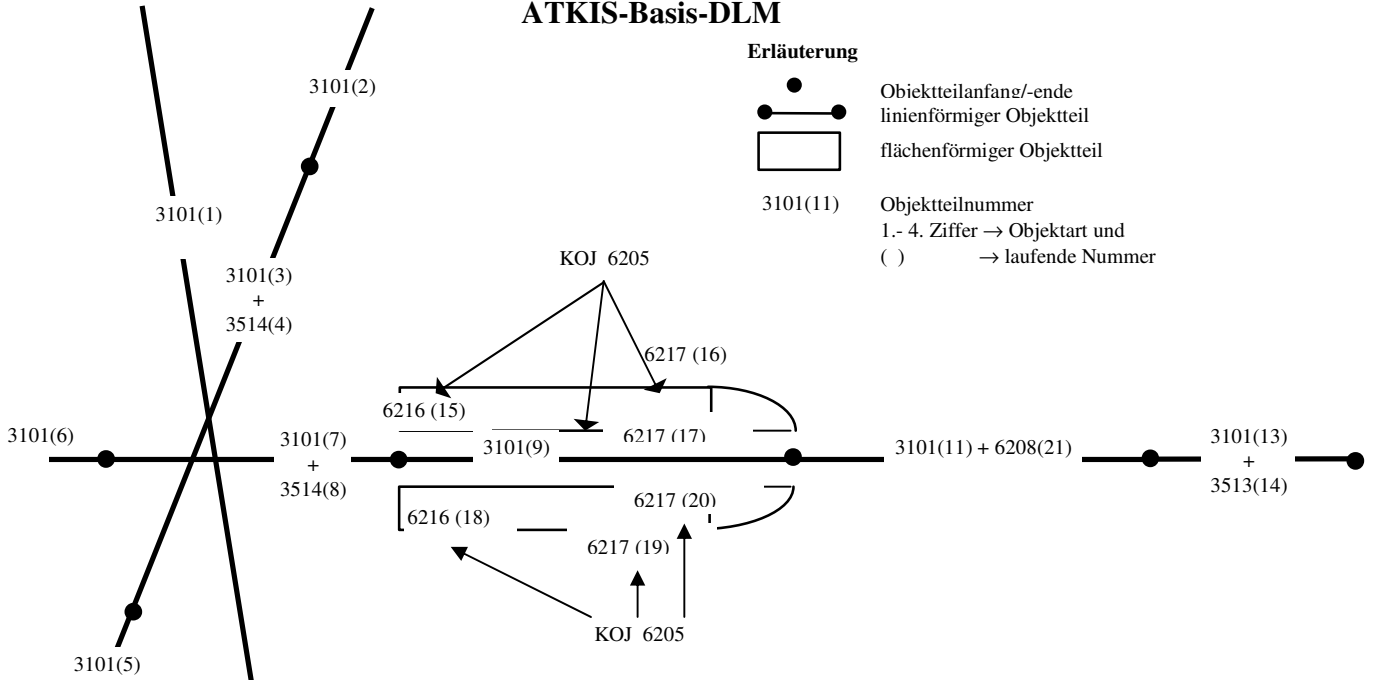 ATKIS-Basis-DLM
Erläuterung
Objektteilanfang/-ende
linienförmiger Objektteil
flächenförmiger Objektteil
3101(11) Objektteilnummer
1.- 4. Ziffer → Objektart und
( ) → laufende Nummer
3101(2)
3101(1)
3101(3)
+
3514(4)
KOJ 6205
6217 (16)
6216 (15)
3101(6)
3101(7)
+
3514(8)
3101(9)
6217 (17)
3101(11) + 6208(21)
3101(13)
+
3513(14)
6216 (18)
6217 (20)
6217 (19)
KOJ 6205
3101(5)